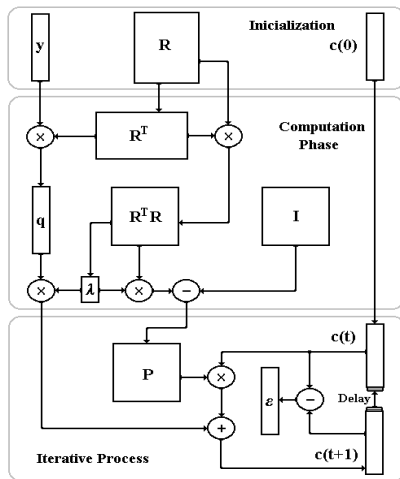 Inicialization
y
R
c(0)
× 
R^T
×
Computation
Phase
q
R^T R
I
×
λ
×
−
c(t)
P
×
ε
−
Delay
+
Iterative Process
c(t+1)